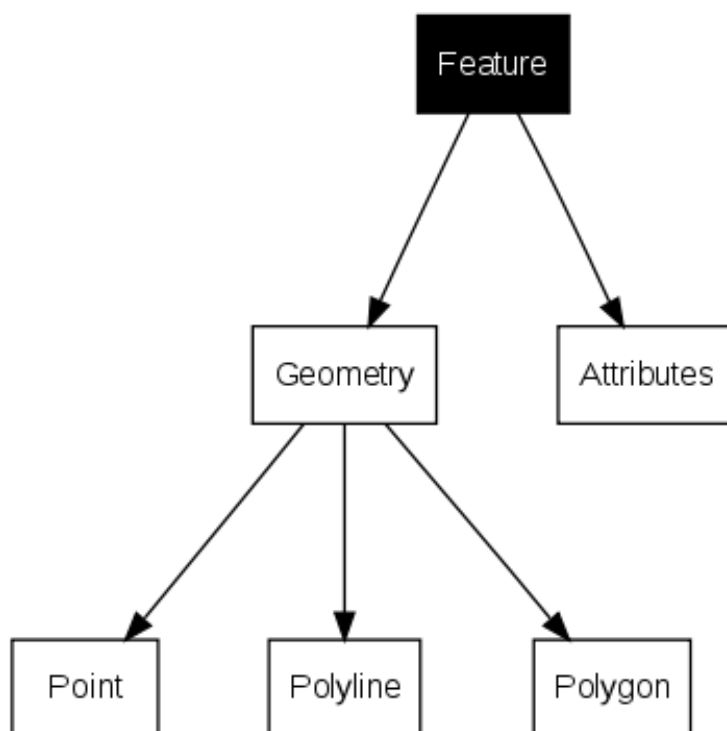 Feature
Geometry
Attributes
Point
Polyline
Polygon